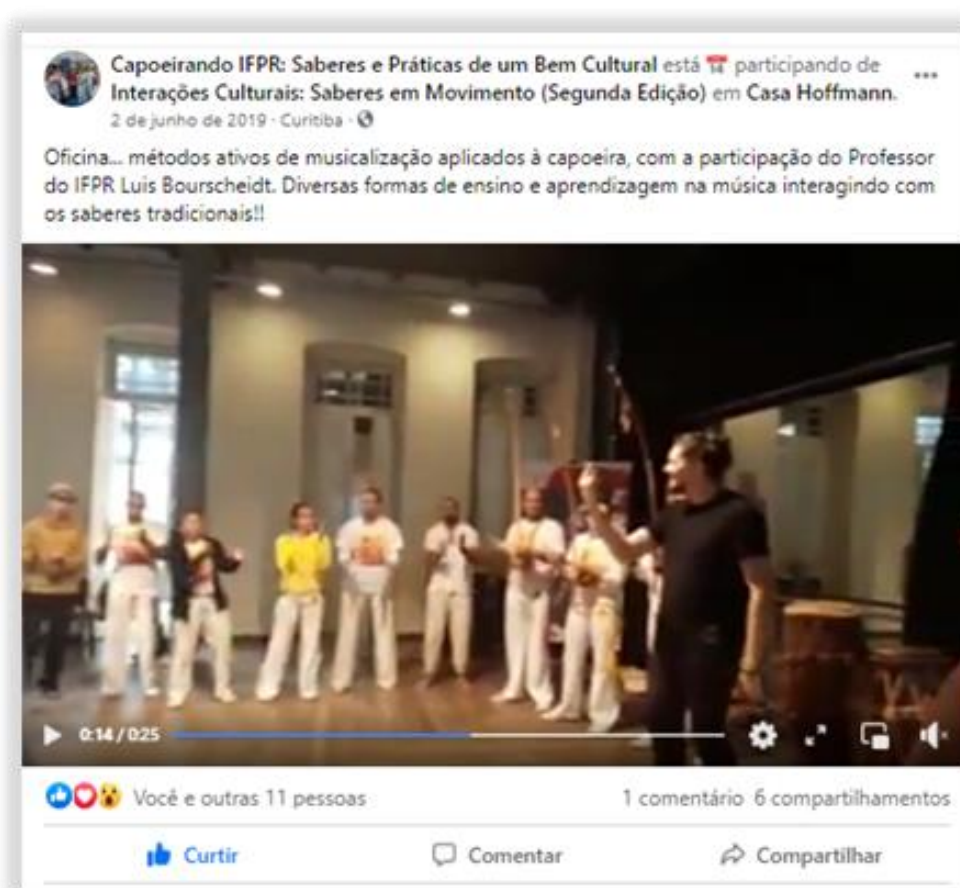 Capoeirando IFPR: Saberes e Práticas de um Bem Cultural está 📅 participando de
Interações Culturais: Saberes em Movimento (Segunda Edição) em Casa Hoffmann.
2 de junho de 2019 · Curitiba ·
Oficina... métodos ativos de musicalização aplicados à capoeira, com a participação do Professor
do IFPR Luis Bourscheidt. Diversas formas de ensino e aprendizagem na música interagindo com
os saberes tradicionais!!
0:14 / 0:25
Você e outras 11 pessoas 1 comentário 6 compartilhamentos
Curtir Comentar Compartilhar